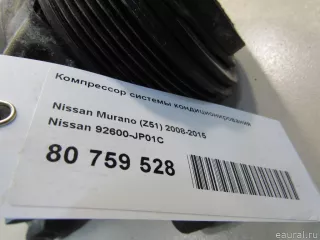 Компрессор системы кондиционирования
Nissan Murano (Z51) 2008-2015
Nissan 92600-JP01C
80 759 528
eaural.ru